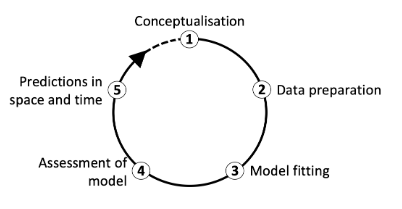 Conceptualisation
1
2 Data preparation
3 Model fitting
Assessment of
model
4
Predictions in
space and time
5